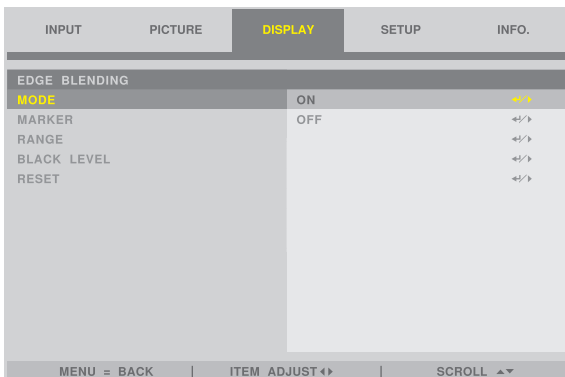 INPUT PICTURE DISPLAY SETUP INFO.
EDGE BLENDING
MODE ON
MARKER OFF
RANGE
BLACK LEVEL
RESET
MENU = BACK | ITEM ADJUST ◂▸ | SCROLL ▴▾